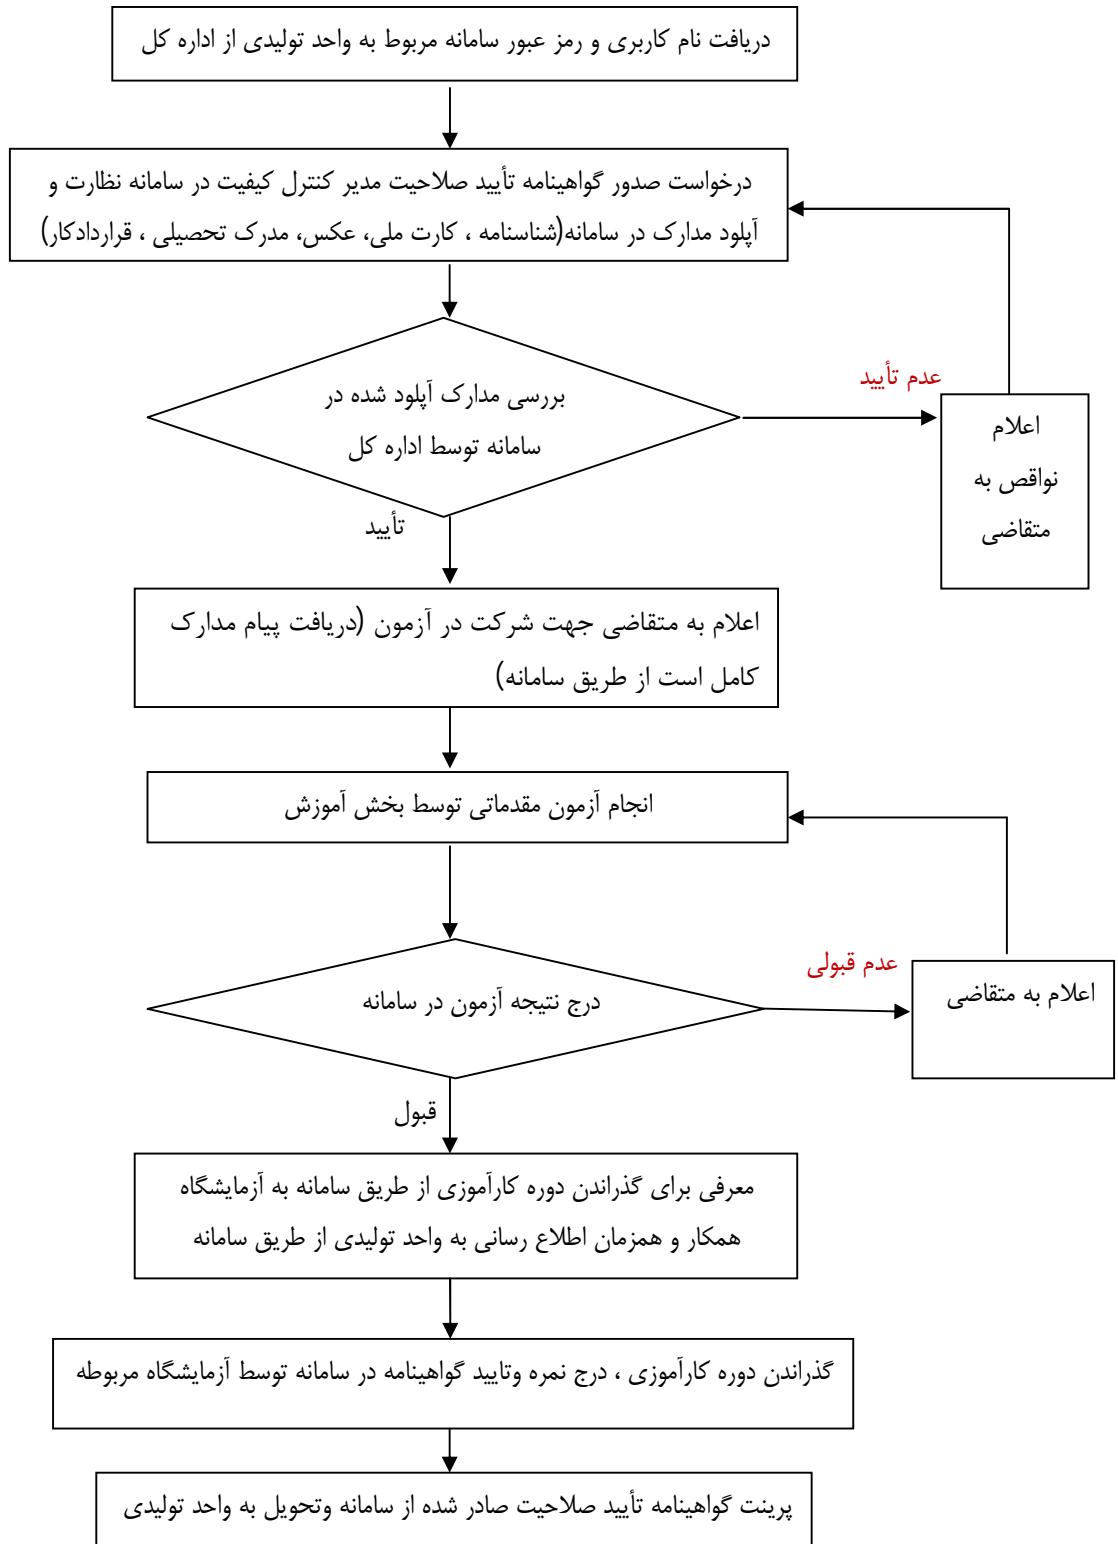 دریافت نام کاربری و رمز عبور سامانه مربوط به واحد تولیدی از اداره کل
درخواست صدور گواهینامه تأیید صلاحیت مدیر کنترل کیفیت در سامانه نظارت و
آپلود مدارک در سامانه(شناسنامه ، کارت ملی، عکس، مدرک تحصیلی ، قراردادکار)
بررسی مدارک آپلود شده در
سامانه توسط اداره کل
عدم تأیید
اعلام
نواقص به
متقاضی
تأیید
اعلام به متقاضی جهت شرکت در آزمون (دریافت پیام مدارک
کامل است از طریق سامانه)
انجام آزمون مقدماتی توسط بخش آموزش
درج نتیجه آزمون در سامانه
عدم قبولی
اعلام به متقاضی
قبول
معرفی برای گذراندن دوره کارآموزی از طریق سامانه به آزمایشگاه
همکار و همزمان اطلاع رسانی به واحد تولیدی از طریق سامانه
گذراندن دوره کارآموزی ، درج نمره وتایید گواهینامه در سامانه توسط آزمایشگاه مربوطه
پرینت گواهینامه تأیید صلاحیت صادر شده از سامانه وتحویل به واحد تولیدی